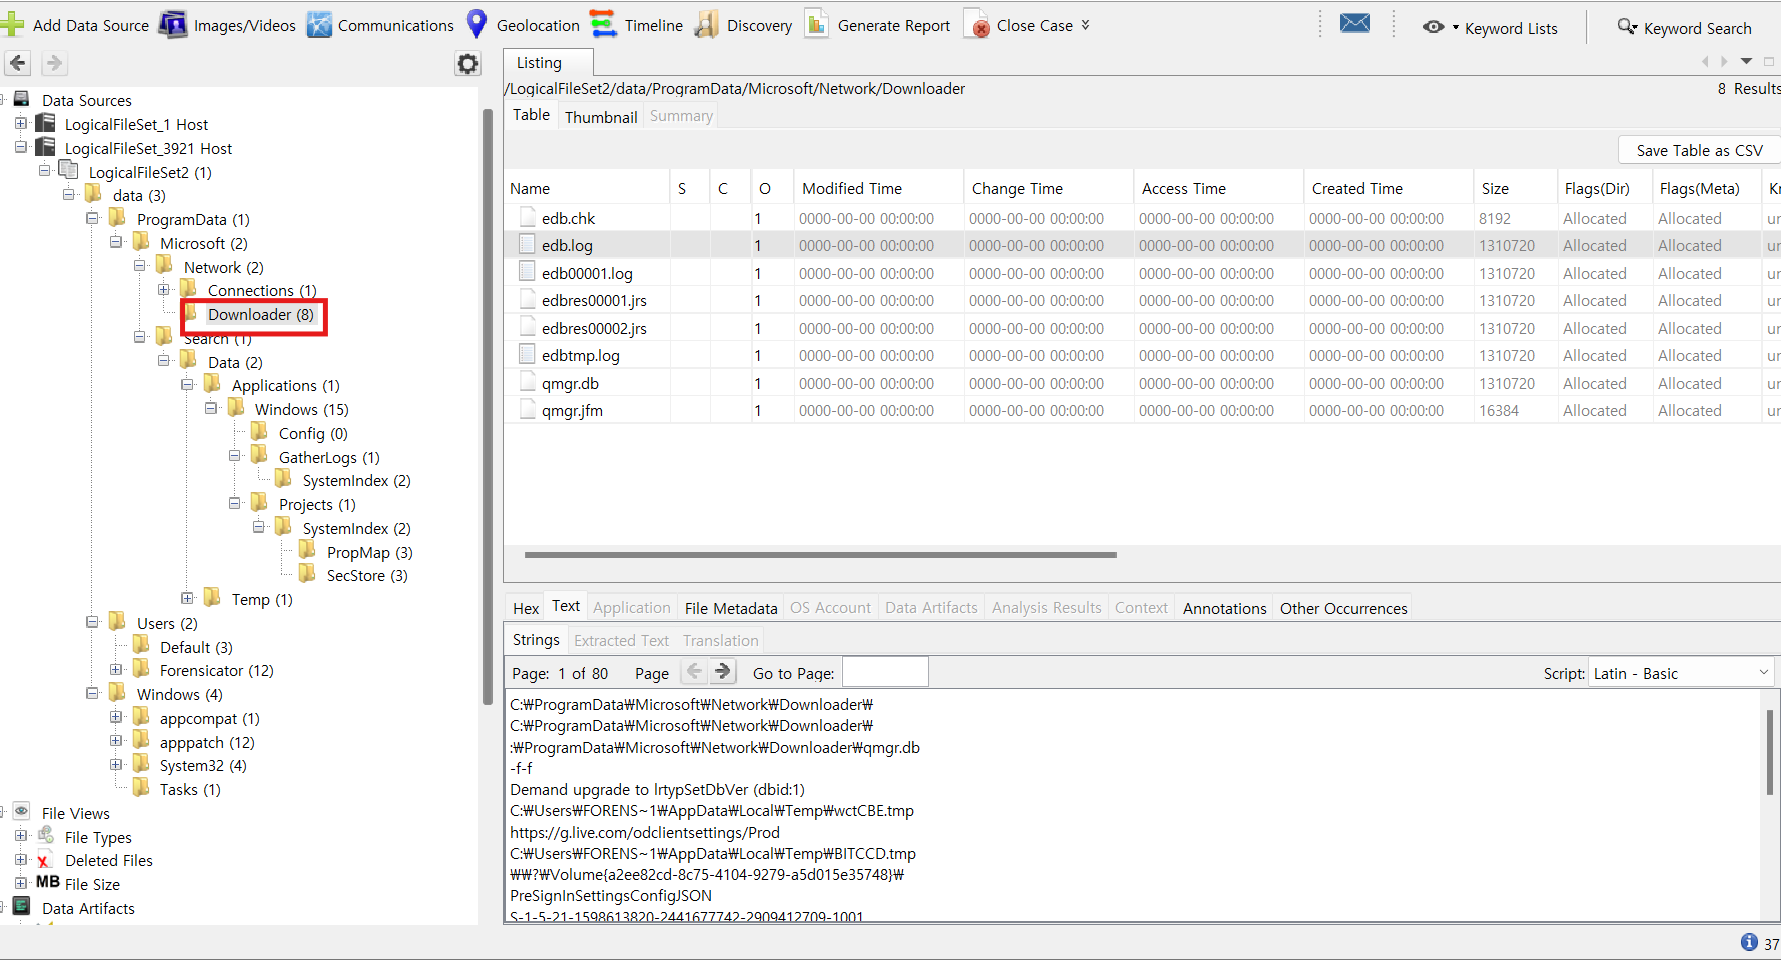 Add Data Source Images/Videos Communications Geolocation Timeline Discovery Generate Report Close Case Keyword Lists Keyword Search
Listing
/LogicalFileSet2/data/ProgramData/Microsoft/Network/Downloader 8 Results
Table Thumbnail Summary
Save Table as CSV
Name S C O Modified Time Change Time Access Time Created Time Size Flags(Dir) Flags(Meta)
edb.chk 1 0000-00-00 00:00:00 0000-00-00 00:00:00 0000-00-00 00:00:00 0000-00-00 00:00:00 8192 Allocated Allocated
edb.log 1 0000-00-00 00:00:00 0000-00-00 00:00:00 0000-00-00 00:00:00 0000-00-00 00:00:00 1310720 Allocated Allocated
edb00001.log 1 0000-00-00 00:00:00 0000-00-00 00:00:00 0000-00-00 00:00:00 0000-00-00 00:00:00 1310720 Allocated Allocated
edbres00001.jrs 1 0000-00-00 00:00:00 0000-00-00 00:00:00 0000-00-00 00:00:00 0000-00-00 00:00:00 1310720 Allocated Allocated
edbres00002.jrs 1 0000-00-00 00:00:00 0000-00-00 00:00:00 0000-00-00 00:00:00 0000-00-00 00:00:00 1310720 Allocated Allocated
edbtmp.log 1 0000-00-00 00:00:00 0000-00-00 00:00:00 0000-00-00 00:00:00 0000-00-00 00:00:00 1310720 Allocated Allocated
qmgr.db 1 0000-00-00 00:00:00 0000-00-00 00:00:00 0000-00-00 00:00:00 0000-00-00 00:00:00 1310720 Allocated Allocated
qmgr.jfm 1 0000-00-00 00:00:00 0000-00-00 00:00:00 0000-00-00 00:00:00 0000-00-00 00:00:00 16384 Allocated Allocated
Data Sources
LogicalFileSet_1 Host
LogicalFileSet_3921 Host
LogicalFileSet2 (1)
data (3)
ProgramData (1)
Microsoft (2)
Network (2)
Connections (1)
Downloader (8)
Search (1)
Data (2)
Applications (1)
Windows (15)
Config (0)
GatherLogs (1)
SystemIndex (2)
Projects (1)
SystemIndex (2)
PropMap (3)
SecStore (3)
Temp (1)
Users (2)
Default (3)
Forensicator (12)
Windows (4)
appcompat (1)
apppatch (12)
System32 (4)
Tasks (1)
File Views
File Types
Deleted Files
MB File Size
Data Artifacts
Hex Text Application File Metadata OS Account Data Artifacts Analysis Results Context Annotations Other Occurrences
Strings Extracted Text Translation
Page: 1 of 80 Page Go to Page: Script: Latin - Basic
C:₩ProgramData₩Microsoft₩Network₩Downloader₩
C:₩ProgramData₩Microsoft₩Network₩Downloader₩
:₩ProgramData₩Microsoft₩Network₩Downloader₩qmgr.db
-f-f
Demand upgrade to lrtypSetDbVer (dbid:1)
C:₩Users₩FORENS~1₩AppData₩Local₩Temp₩wctCBE.tmp
https://g.live.com/odclientsettings/Prod
C:₩Users₩FORENS~1₩AppData₩Local₩Temp₩BITCCD.tmp
₩₩?₩Volume{a2ee82cd-8c75-4104-9279-a5d015e35748}₩
PreSignInSettingsConfigJSON
S-1-5-21-1598613820-2441677742-2909412709-1001
37